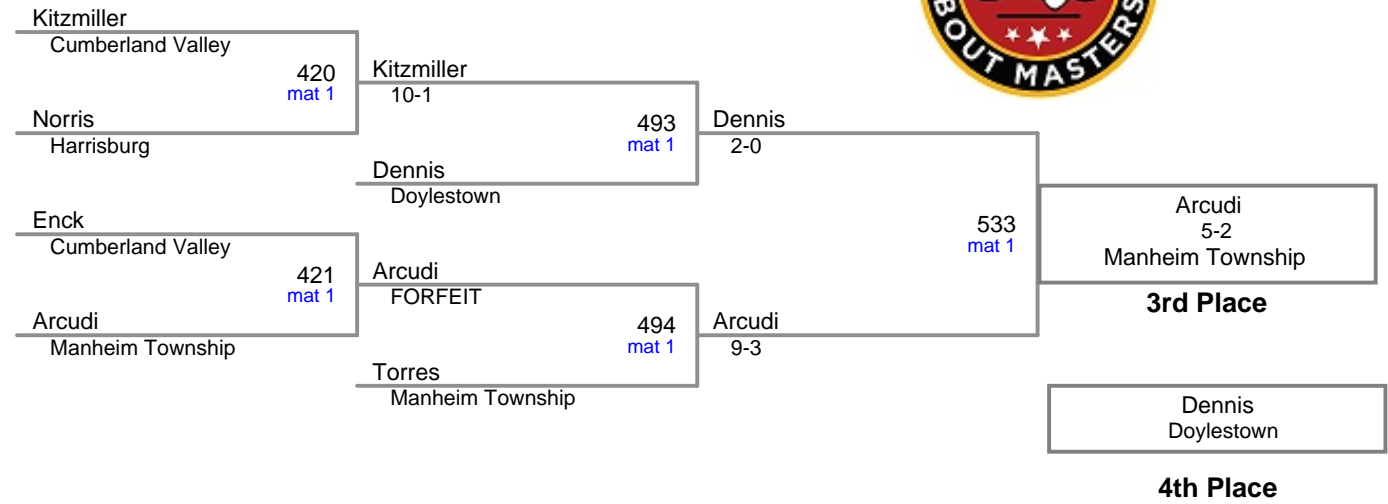 BOUT MASTERS
Kitzmiller
Cumberland Valley
420
mat 1
Norris
Harrisburg
Kitzmiller
10-1
493
mat 1
Dennis
Doylestown
Dennis
2-0
Enck
Cumberland Valley
421
mat 1
Arcudi
Manheim Township
Arcudi
FORFEIT
494
mat 1
Torres
Manheim Township
Arcudi
9-3
533
mat 1
Arcudi
5-2
Manheim Township
3rd Place
Dennis
Doylestown
4th Place